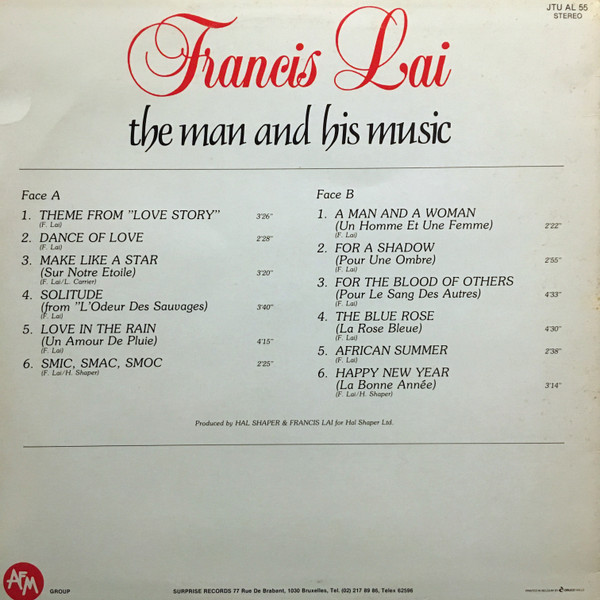 JTU AL 55
STEREO
Francis Lai
the man and his music
Face A
1. THEME FROM "LOVE STORY" 3'26"
(F. Lai)
2. DANCE OF LOVE 2'28"
(F. Lai)
3. MAKE LIKE A STAR
(Sur Notre Etoile) 3'20"
(F. Lai/L. Carrier)
4. SOLITUDE
(from "L'Odeur Des Sauvages) 3'40"
(F. Lai)
5. LOVE IN THE RAIN
(Un Amour De Pluie) 4'15"
(F. Lai)
6. SMIC, SMAC, SMOC 2'25"
(F. Lai/H. Shaper)
Face B
1. A MAN AND A WOMAN
(Un Homme Et Une Femme) 2'22"
(F. Lai)
2. FOR A SHADOW
(Pour Une Ombre) 2'55"
(F. Lai)
3. FOR THE BLOOD OF OTHERS
(Pour Le Sang Des Autres) 4'33"
(F. Lai)
4. THE BLUE ROSE
(La Rose Bleue) 4'30"
(F. Lai)
5. AFRICAN SUMMER 2'38"
(F. Lai)
6. HAPPY NEW YEAR
(La Bonne Année) 3'14"
(F. Lai/H. Shaper)
Produced by HAL SHAPER & FRANCIS LAI for Hal Shaper Ltd.
AFM
GROUP
SURPRISE RECORDS 77 Rue De Brabant, 1030 Bruxelles, Tel. (02) 217 89 86, Télex 62596
PRINTED IN BELGIUM BY